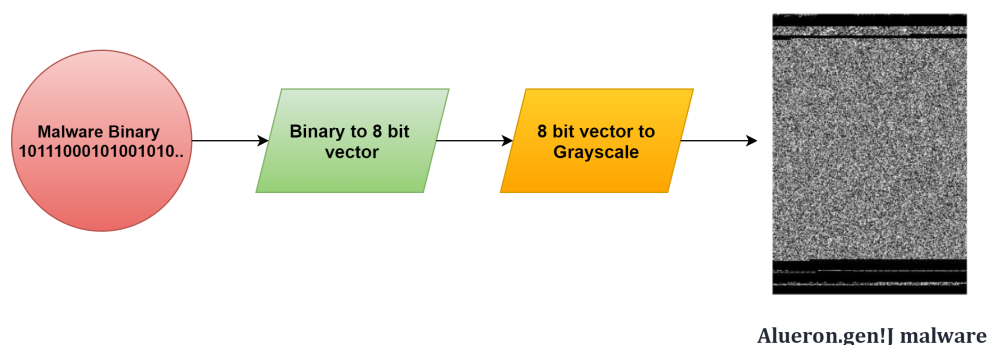 Malware Binary
10111000101001010..
Binary to 8 bit
vector
8 bit vector to
Grayscale
Alueron.gen!J malware